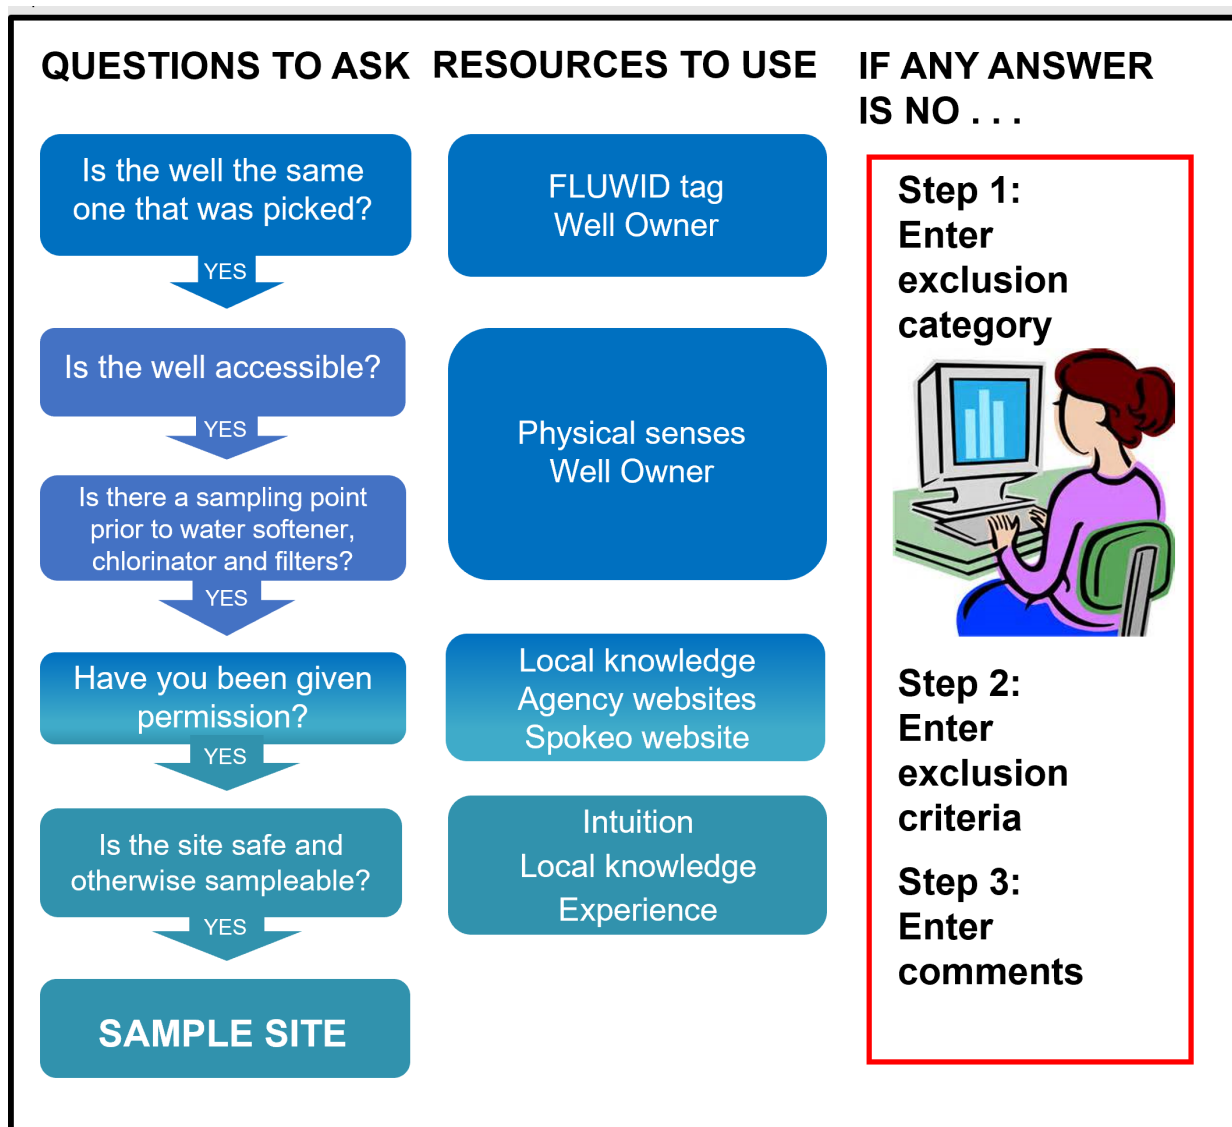 QUESTIONS TO ASK
RESOURCES TO USE
IF ANY ANSWER
IS NO . . .
Is the well the same
one that was picked?
YES
Is the well accessible?
YES
Is there a sampling point
prior to water softener,
chlorinator and filters?
YES
Have you been given
permission?
YES
Is the site safe and
otherwise sampleable?
YES
SAMPLE SITE
FLUWID tag
Well Owner
Physical senses
Well Owner
Local knowledge
Agency websites
Spokeo website
Intuition
Local knowledge
Experience
Step 1:
Enter
exclusion
category
Step 2:
Enter
exclusion
criteria
Step 3:
Enter
comments